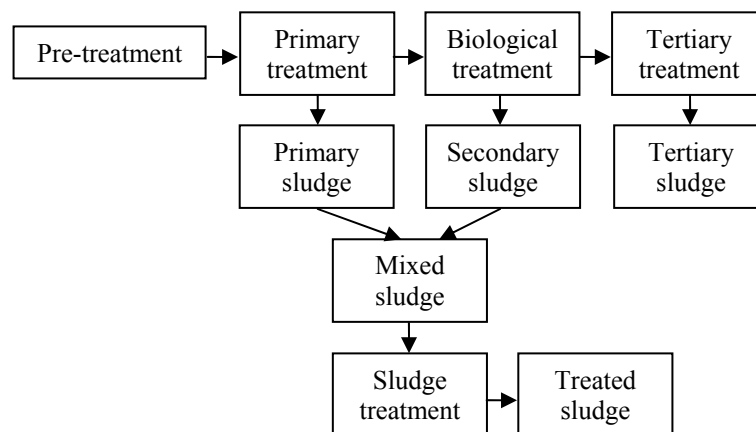 Pre-treatment
Primary
treatment
Biological
treatment
Tertiary
treatment
Primary
sludge
Secondary
sludge
Tertiary
sludge
Mixed
sludge
Sludge
treatment
Treated
sludge